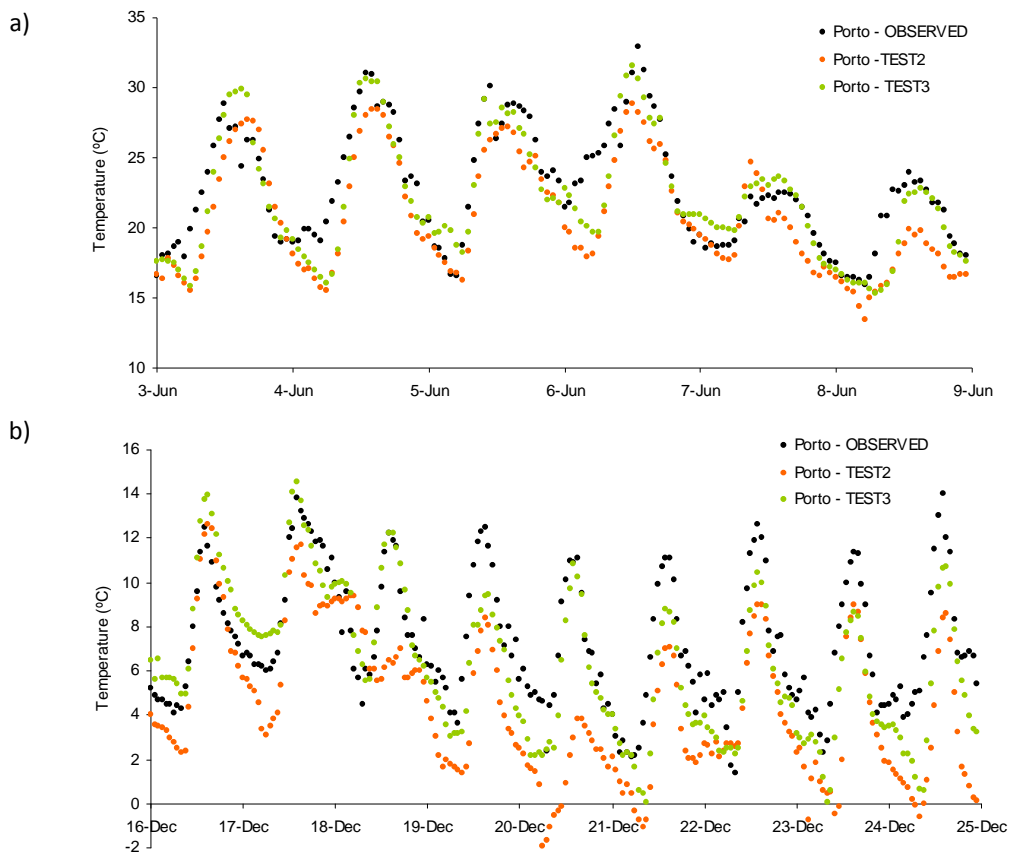 a)
35
30
25
20
15
10
Temperature (ºC)
Porto - OBSERVED
Porto -TEST2
Porto - TEST3
3-Jun 4-Jun 5-Jun 6-Jun 7-Jun 8-Jun 9-Jun
b)
16
14
12
10
8
6
4
2
0
-2
Temperature (ºC)
Porto - OBSERVED
Porto - TEST2
Porto - TEST3
16-Dec 17-Dec 18-Dec 19-Dec 20-Dec 21-Dec 22-Dec 23-Dec 24-Dec 25-Dec